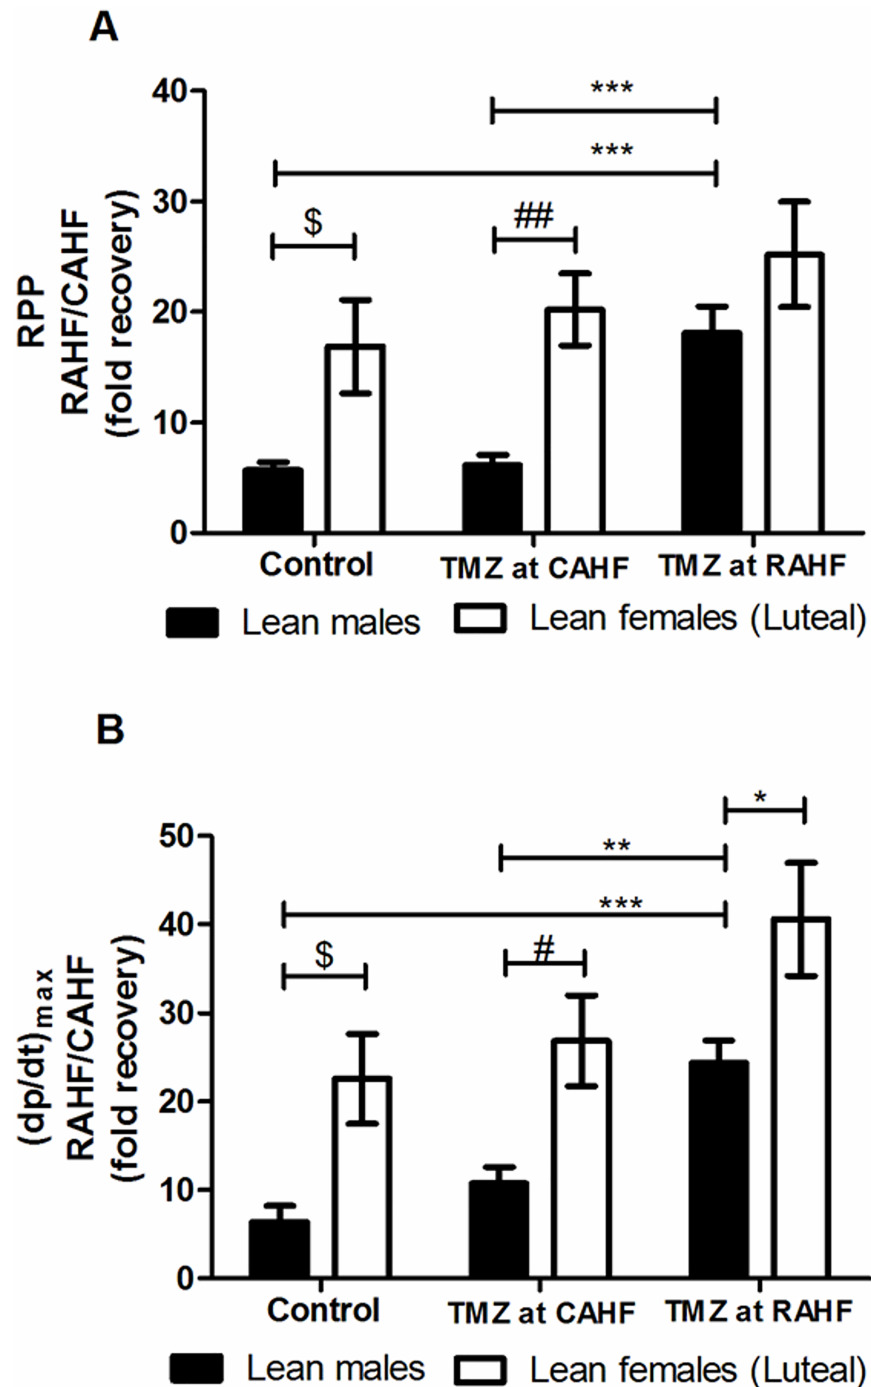 A
40
***
***
30
$
##
20
10
0
RPP
RAHF/CAHF
(fold recovery)
Control
TMZ at CAHF
TMZ at RAHF
Lean males
Lean females (Luteal)
B
50
*
**
***
40
$
#
30
20
10
0
(dp/dt)max
RAHF/CAHF
(fold recovery)
Control
TMZ at CAHF
TMZ at RAHF
Lean males
Lean females (Luteal)